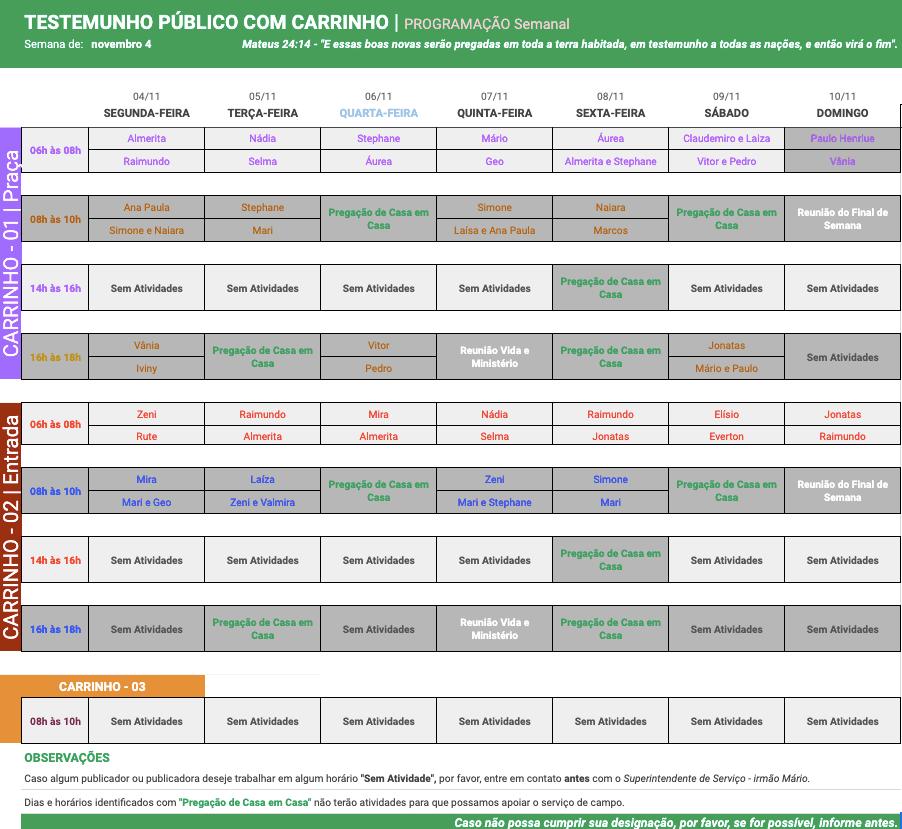 TESTEMUNHO PÚBLICO COM CARRINHO | PROGRAMAÇÃO Semanal
Semana de: novembro 4
Mateus 24:14 - "E essas boas novas serão pregadas em toda a terra habitada, em testemunho a todas as nações, e então virá o fim".
04/11 05/11 06/11 07/11 08/11 09/11 10/11
SEGUNDA-FEIRA TERÇA-FEIRA QUARTA-FEIRA QUINTA-FEIRA SEXTA-FEIRA SÁBADO DOMINGO
CARRINHO - 01 | Praça
06h às 08h
Almerita Nádia Stephane Mário Áurea Claudemiro e Laiza Paulo Henriue
Raimundo Selma Áurea Geo Almerita e Stephane Vitor e Pedro Vânia
08h às 10h
Ana Paula Stephane Pregação de Casa em Simone Naiara Pregação de Casa em Reunião do Final de
Simone e Naiara Mari Casa Laísa e Ana Paula Marcos Casa Semana
14h às 16h Sem Atividades Sem Atividades Sem Atividades Sem Atividades Pregação de Casa em Sem Atividades Sem Atividades
Casa
16h às 18h
Vânia Pregação de Casa em Vitor Reunião Vida e Pregação de Casa em Jonatas Sem Atividades
Iviny Casa Pedro Ministério Casa Mário e Paulo
CARRINHO - 02 | Entrada
06h às 08h
Zeni Raimundo Mira Nádia Raimundo Elísio Jonatas
Rute Almerita Almerita Selma Jonatas Everton Raimundo
08h às 10h
Mira Laíza Pregação de Casa em Zeni Simone Pregação de Casa em Reunião do Final de
Mari e Geo Zeni e Valmira Casa Mari e Stephane Mari Casa Semana
14h às 16h Sem Atividades Sem Atividades Sem Atividades Sem Atividades Pregação de Casa em Sem Atividades Sem Atividades
Casa
16h às 18h Sem Atividades Pregação de Casa em Sem Atividades Reunião Vida e Pregação de Casa em Sem Atividades Sem Atividades
Casa Ministério Casa
CARRINHO - 03
08h às 10h Sem Atividades Sem Atividades Sem Atividades Sem Atividades Sem Atividades Sem Atividades Sem Atividades
OBSERVAÇÕES
Caso algum publicador ou publicadora deseje trabalhar em algum horário "Sem Atividade", por favor, entre em contato antes com o Superintendente de Serviço - irmão Mário.
Dias e horários identificados com "Pregação de Casa em Casa" não terão atividades para que possamos apoiar o serviço de campo.
Caso não possa cumprir sua designação, por favor, se for possível, informe antes.